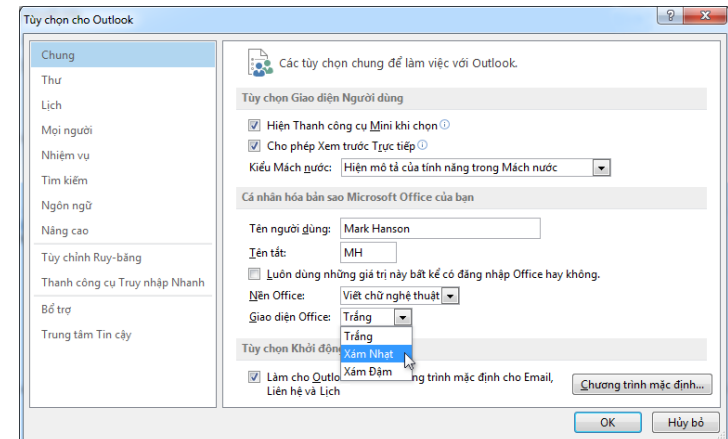 Tùy chọn cho Outlook
Chung
Thư
Lịch
Mọi người
Nhiệm vụ
Tìm kiếm
Ngôn ngữ
Nâng cao
Tùy chỉnh Ruy-băng
Thanh công cụ Truy nhập Nhanh
Bổ trợ
Trung tâm Tin cậy
Các tùy chọn chung để làm việc với Outlook.
Tùy chọn Giao diện Người dùng
Hiện Thanh công cụ Mini khi chọn
Cho phép Xem trước Trực tiếp
Kiểu Mách nước: Hiện mô tả của tính năng trong Mách nước
Cá nhân hóa bản sao Microsoft Office của bạn
Tên người dùng: Mark Hanson
Tên tắt: MH
Luôn dùng những giá trị này bất kể có đăng nhập Office hay không.
Nền Office: Viết chữ nghệ thuật
Giao diện Office: Trắng
Trắng
Xám Nhạt
Xám Đậm
Tùy chọn Khởi độn
Làm cho Outlo ng trình mặc định cho Email,
Liên hệ và Lịch
Chương trình mặc định...
OK Hủy bỏ